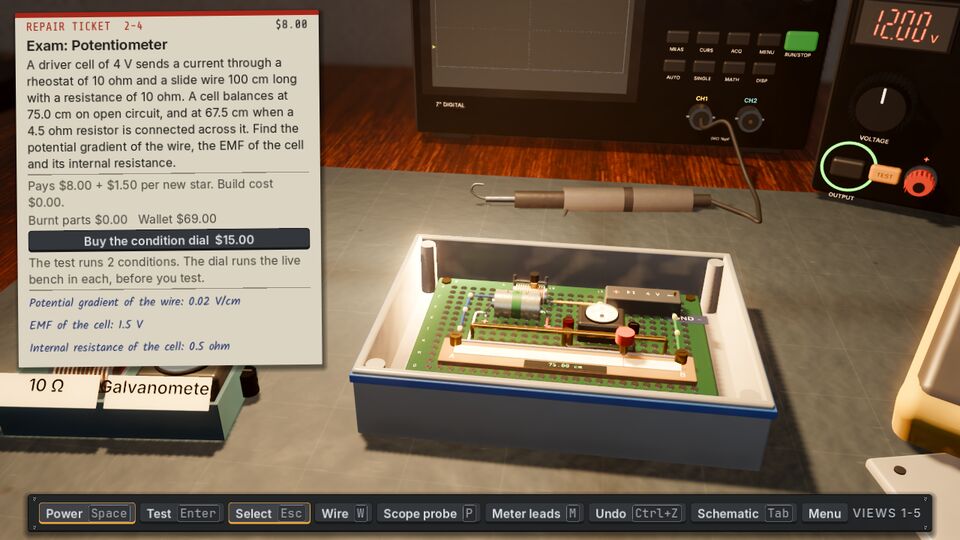 REPAIR TICKET 2-4 $8.00
Exam: Potentiometer
A driver cell of 4 V sends a current through a
rheostat of 10 ohm and a slide wire 100 cm long
with a resistance of 10 ohm. A cell balances at
75.0 cm on open circuit, and at 67.5 cm when a
4.5 ohm resistor is connected across it. Find the
potential gradient of the wire, the EMF of the cell
and its internal resistance.
Pays $8.00 + $1.50 per new star. Build cost
$0.00.
Burnt parts $0.00 Wallet $69.00
Buy the condition dial $15.00
The test runs 2 conditions. The dial runs the live
bench in each, before you test.
Potential gradient of the wire: 0.02 V/cm
EMF of the cell: 1.5 V
Internal resistance of the cell: 0.5 ohm
10 Ω
Galvanometer
7" DIGITAL
MEAS CURS ACQ MENU
RUN/STOP
AUTO SINGLE MATH DISP
CH1 CH2
12.00 V
VOLTAGE
+
TEST
OUTPUT
75.00 cm
Power Space Test Enter Select Esc Wire W Scope probe P Meter leads M Undo Ctrl+Z Schematic Tab Menu VIEWS 1-5